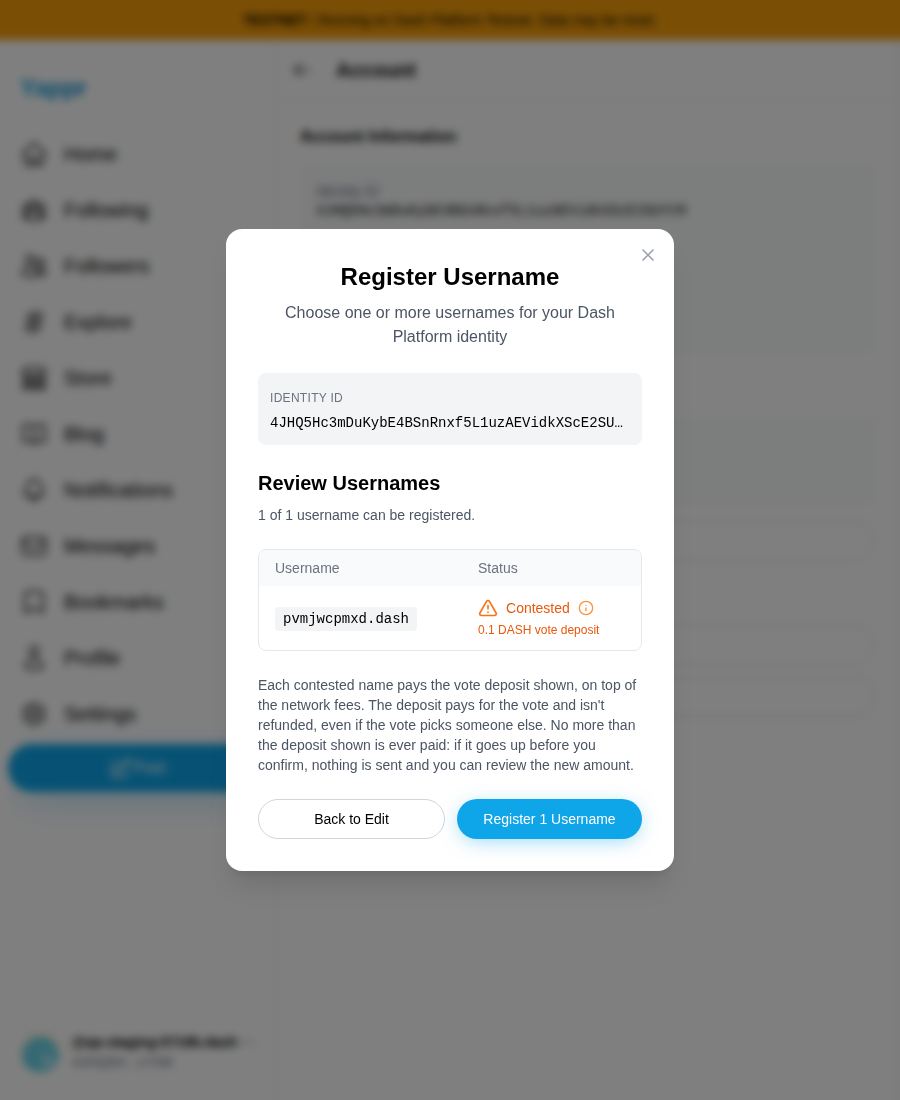 Yappr
Account
Account Information
Home
Following
Followers
Explore
Store
Blog
Notifications
Messages
Bookmarks
Profile
Settings
Register Username
Choose one or more usernames for your Dash
Platform identity
IDENTITY ID
4JHQ5Hc3mDuKybE4BSnRnxf5L1uzAEVidkXScE2SU…
Review Usernames
1 of 1 username can be registered.
Username Status
pvmjwcpmxd.dash
Contested
0.1 DASH vote deposit
Each contested name pays the vote deposit shown, on top of
the network fees. The deposit pays for the vote and isn't
refunded, even if the vote picks someone else. No more than
the deposit shown is ever paid: if it goes up before you
confirm, nothing is sent and you can review the new amount.
Back to Edit
Register 1 Username